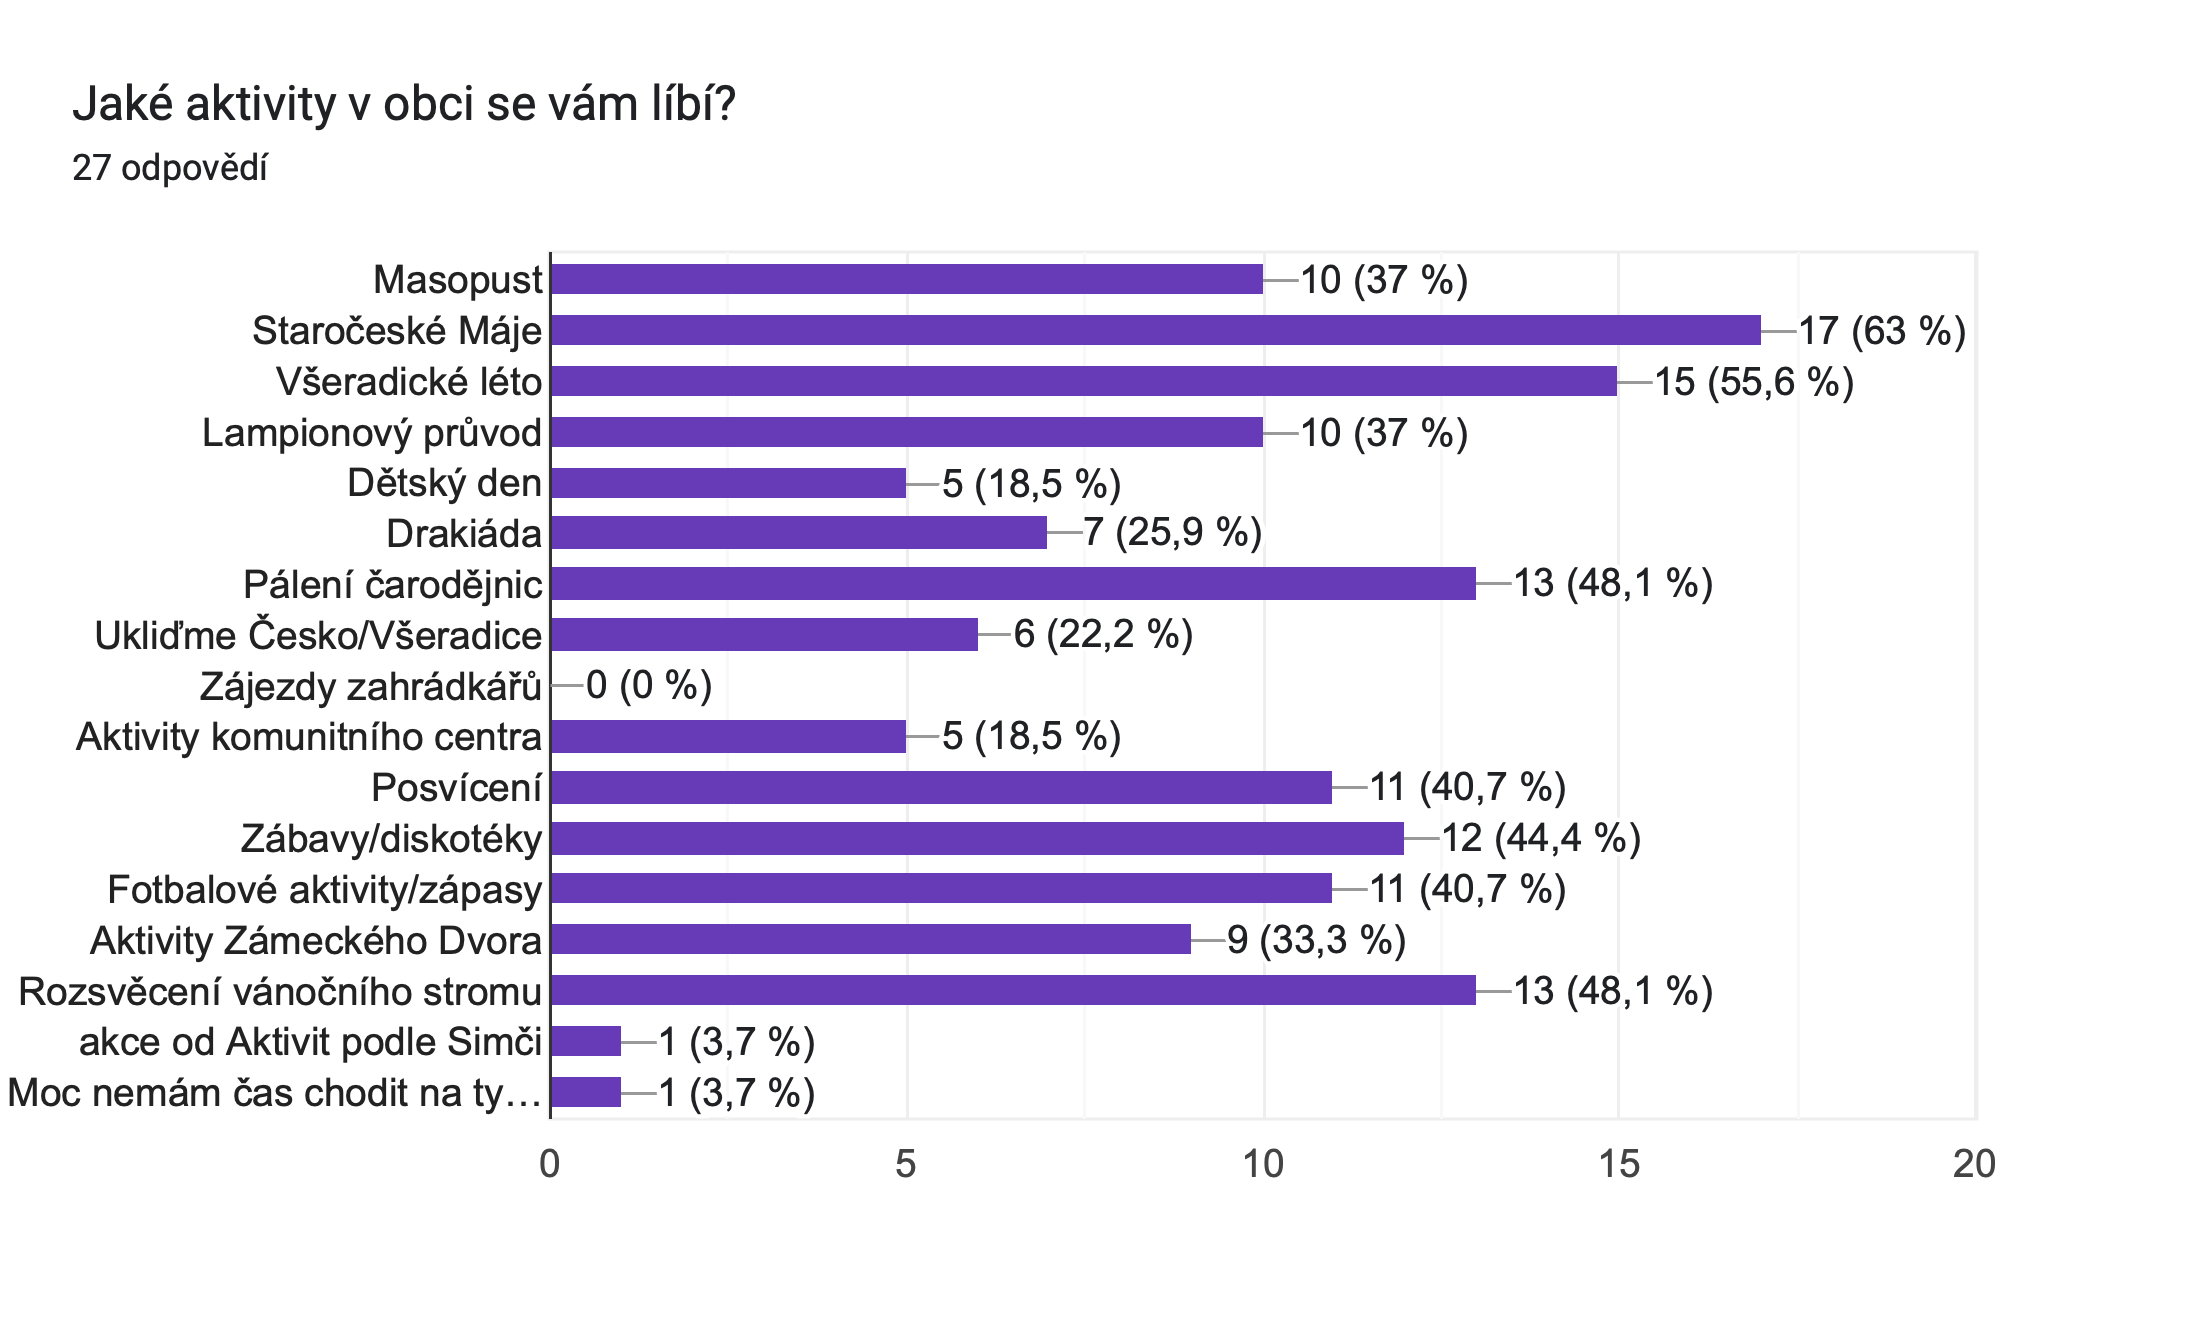 Jaké aktivity v obci se vám líbí?
27 odpovědí
Masopust 10 (37 %)
Staročeské Máje 17 (63 %)
Všeradické léto 15 (55,6 %)
Lampionový průvod 10 (37 %)
Dětský den 5 (18,5 %)
Drakiáda 7 (25,9 %)
Pálení čarodějnic 13 (48,1 %)
Ukliďme Česko/Všeradice 6 (22,2 %)
Zájezdy zahrádkářů 0 (0 %)
Aktivity komunitního centra 5 (18,5 %)
Posvícení 11 (40,7 %)
Zábavy/diskotéky 12 (44,4 %)
Fotbalové aktivity/zápasy 11 (40,7 %)
Aktivity Zámeckého Dvora 9 (33,3 %)
Rozsvěcení vánočního stromu 13 (48,1 %)
akce od Aktivit podle Simči 1 (3,7 %)
Moc nemám čas chodit na ty… 1 (3,7 %)
0 5 10 15 20